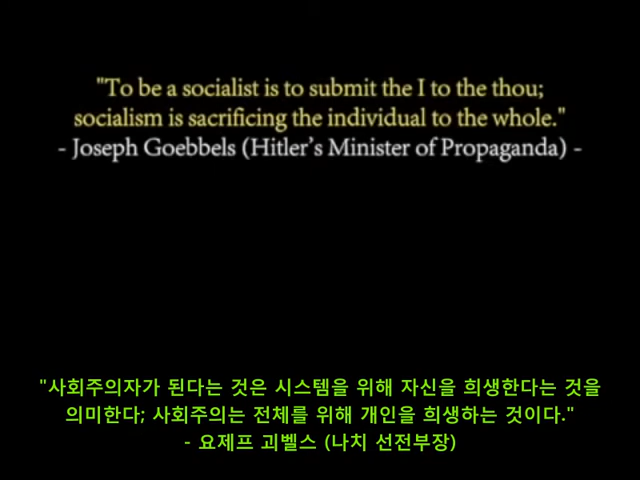 "To be a socialist is to submit the I to the thou;
socialism is sacrificing the individual to the whole."
- Joseph Goebbels (Hitler's Minister of Propaganda) -
"사회주의자가 된다는 것은 시스템을 위해 자신을 희생한다는 것을
의미한다; 사회주의는 전체를 위해 개인을 희생하는 것이다."
- 요제프 괴벨스 (나치 선전부장)